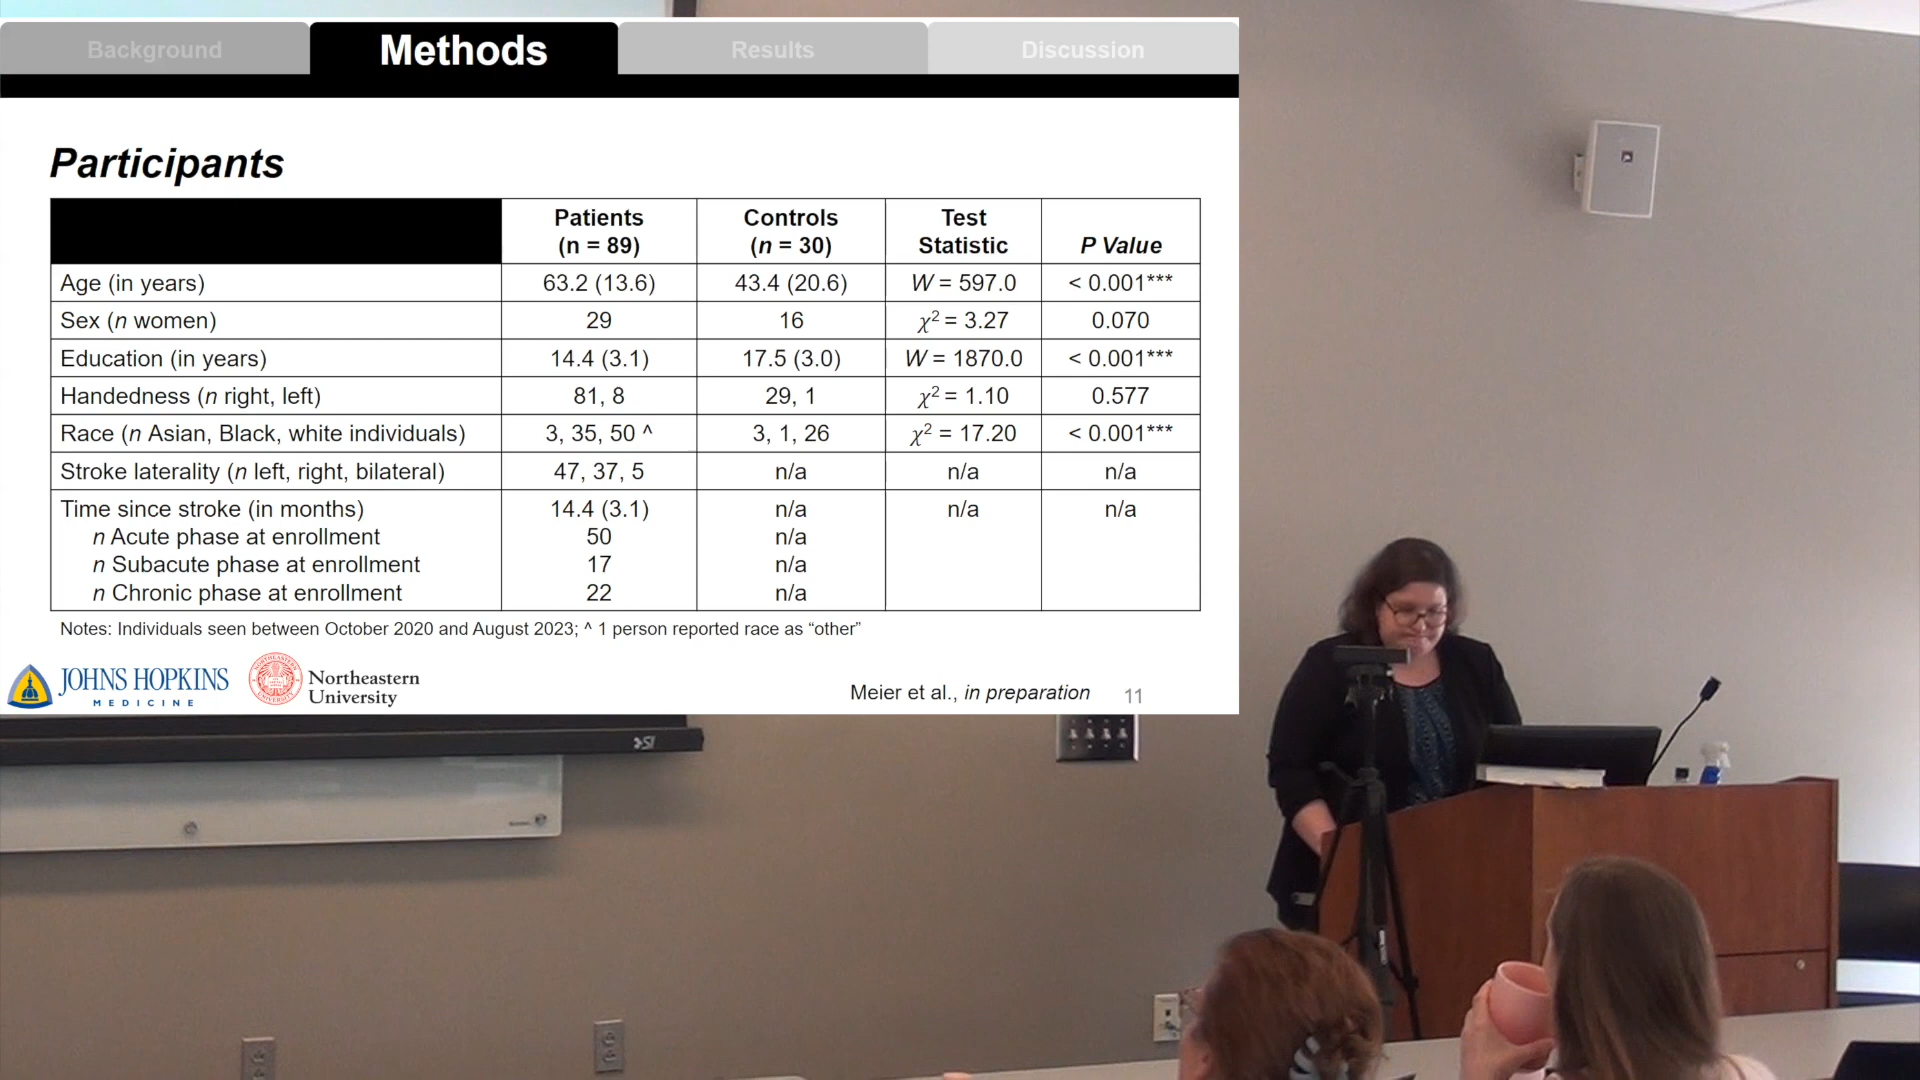 Background Methods Results Discussion
Participants
Patients (n = 89) Controls (n = 30) Test Statistic P Value
Age (in years) 63.2 (13.6) 43.4 (20.6) W = 597.0 < 0.001***
Sex (n women) 29 16 χ² = 3.27 0.070
Education (in years) 14.4 (3.1) 17.5 (3.0) W = 1870.0 < 0.001***
Handedness (n right, left) 81, 8 29, 1 χ² = 1.10 0.577
Race (n Asian, Black, white individuals) 3, 35, 50 ^ 3, 1, 26 χ² = 17.20 < 0.001***
Stroke laterality (n left, right, bilateral) 47, 37, 5 n/a n/a n/a
Time since stroke (in months) 14.4 (3.1) n/a n/a n/a
n Acute phase at enrollment 50 n/a
n Subacute phase at enrollment 17 n/a
n Chronic phase at enrollment 22 n/a
Notes: Individuals seen between October 2020 and August 2023; ^ 1 person reported race as “other”
JOHNS HOPKINS
MEDICINE
Northeastern
University
Meier et al., in preparation 11